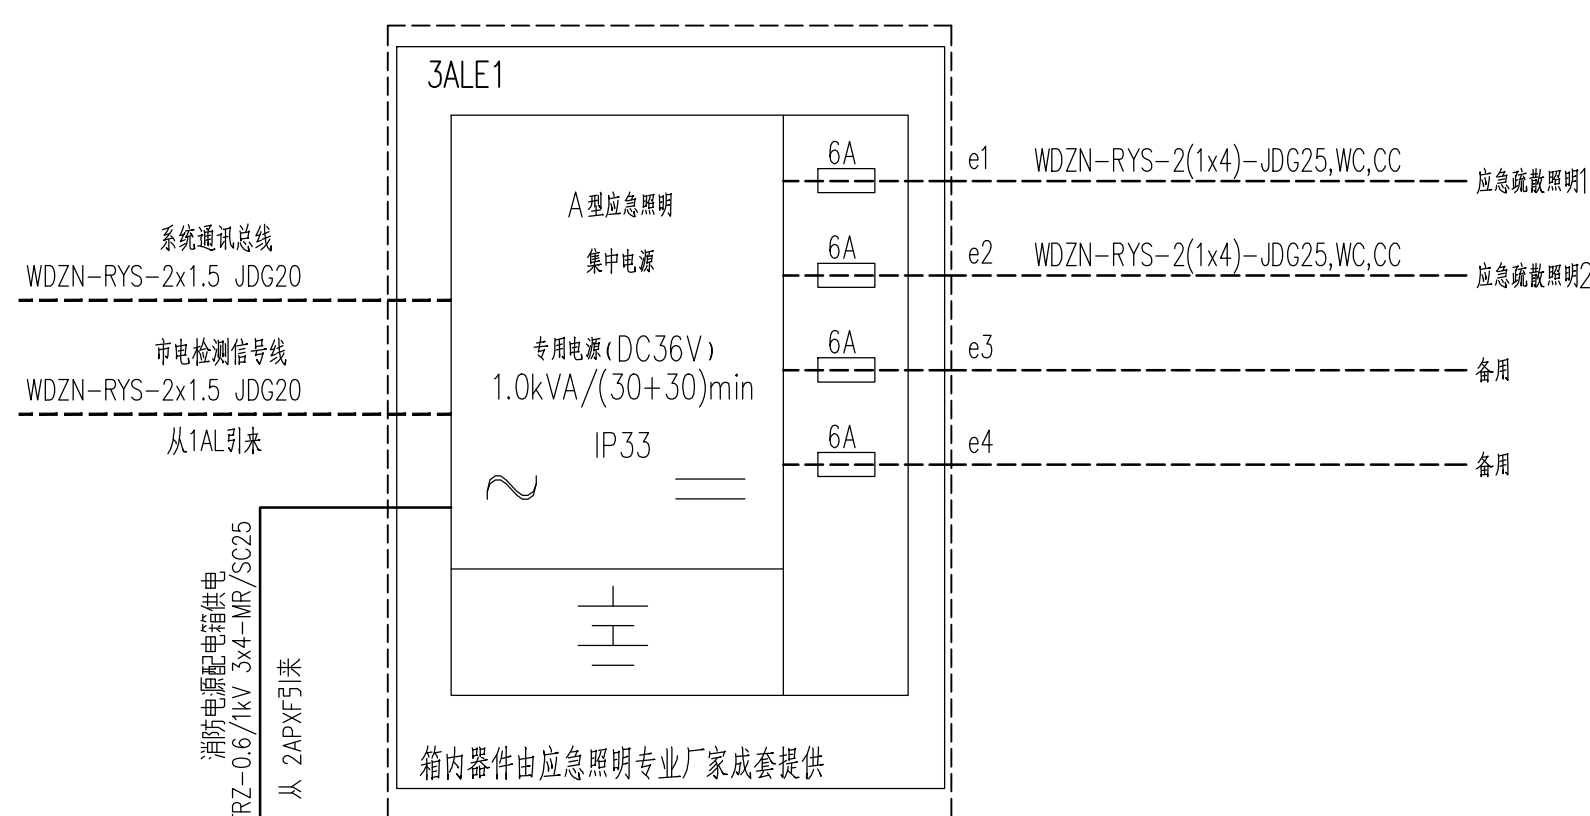 3ALE1
A型应急照明
集中电源
专用电源(DC36V)
1.0kVA/(30+30)min
IP33
系统通讯总线
WDZN-RYS-2x1.5 JDG20
市电检测信号线
WDZN-RYS-2x1.5 JDG20
从1AL引来
消防电源配电箱供电
TRZ-0.6/1kV 3x4-MR/SC25
从 2APXF引来
6A e1 WDZN-RYS-2(1x4)-JDG25,WC,CC 应急疏散照明1
6A e2 WDZN-RYS-2(1x4)-JDG25,WC,CC 应急疏散照明2
6A e3 备用
6A e4 备用
箱内器件由应急照明专业厂家成套提供